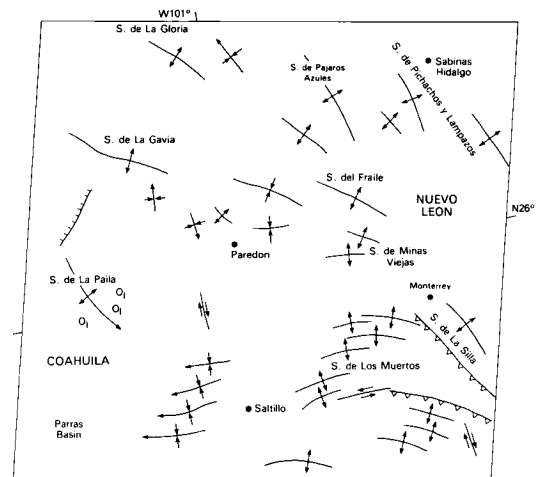 W101°
S. de La Gloria
S. de Pajaros
Azules
Sabinas
Hidalgo
S. de Pichachos y Lampazos
S. de La Gavia
S. del Fraile
NUEVO
LEON
N26°
Paredon
S. de Minas
Viejas
S. de La Paila
O₁
O₁
O₁
Monterrey
S. de La Silla
COAHUILA
S. de Los Muertos
Saltillo
Parras
Basin